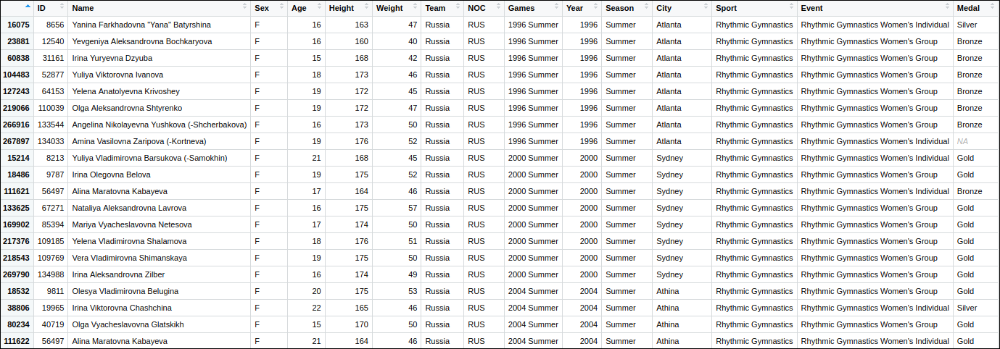 ID Name Sex Age Height Weight Team NOC Games Year Season City Sport Event Medal
16075 8656 Yanina Farkhadovna "Yana" Batyrshina F 16 163 47 Russia RUS 1996 Summer 1996 Summer Atlanta Rhythmic Gymnastics Rhythmic Gymnastics Women's Individual Silver
23881 12540 Yevgeniya Aleksandrovna Bochkaryova F 16 160 40 Russia RUS 1996 Summer 1996 Summer Atlanta Rhythmic Gymnastics Rhythmic Gymnastics Women's Group Bronze
60838 31161 Irina Yuryevna Dzyuba F 15 168 42 Russia RUS 1996 Summer 1996 Summer Atlanta Rhythmic Gymnastics Rhythmic Gymnastics Women's Group Bronze
104483 52877 Yuliya Viktorovna Ivanova F 18 173 46 Russia RUS 1996 Summer 1996 Summer Atlanta Rhythmic Gymnastics Rhythmic Gymnastics Women's Group Bronze
127243 64153 Yelena Anatolyevna Krivoshey F 19 172 45 Russia RUS 1996 Summer 1996 Summer Atlanta Rhythmic Gymnastics Rhythmic Gymnastics Women's Group Bronze
219066 110039 Olga Aleksandrovna Shtyrenko F 19 172 47 Russia RUS 1996 Summer 1996 Summer Atlanta Rhythmic Gymnastics Rhythmic Gymnastics Women's Group Bronze
266916 133544 Angelina Nikolayevna Yushkova (-Shcherbakova) F 16 173 50 Russia RUS 1996 Summer 1996 Summer Atlanta Rhythmic Gymnastics Rhythmic Gymnastics Women's Group Bronze
267897 134033 Amina Vasilovna Zaripova (-Kortneva) F 19 176 52 Russia RUS 1996 Summer 1996 Summer Atlanta Rhythmic Gymnastics Rhythmic Gymnastics Women's Individual NA
15214 8213 Yuliya Vladimirovna Barsukova (-Samokhin) F 21 168 45 Russia RUS 2000 Summer 2000 Summer Sydney Rhythmic Gymnastics Rhythmic Gymnastics Women's Individual Gold
18486 9787 Irina Olegovna Belova F 19 175 52 Russia RUS 2000 Summer 2000 Summer Sydney Rhythmic Gymnastics Rhythmic Gymnastics Women's Group Gold
111621 56497 Alina Maratovna Kabayeva F 17 164 46 Russia RUS 2000 Summer 2000 Summer Sydney Rhythmic Gymnastics Rhythmic Gymnastics Women's Individual Bronze
133625 67271 Nataliya Aleksandrovna Lavrova F 16 175 57 Russia RUS 2000 Summer 2000 Summer Sydney Rhythmic Gymnastics Rhythmic Gymnastics Women's Group Gold
169902 85394 Mariya Vyacheslavovna Netesova F 17 174 50 Russia RUS 2000 Summer 2000 Summer Sydney Rhythmic Gymnastics Rhythmic Gymnastics Women's Group Gold
217376 109185 Yelena Vladimirovna Shalamova F 18 176 51 Russia RUS 2000 Summer 2000 Summer Sydney Rhythmic Gymnastics Rhythmic Gymnastics Women's Group Gold
218543 109769 Vera Vladimirovna Shimanskaya F 19 175 50 Russia RUS 2000 Summer 2000 Summer Sydney Rhythmic Gymnastics Rhythmic Gymnastics Women's Group Gold
269790 134988 Irina Aleksandrovna Zilber F 16 174 49 Russia RUS 2000 Summer 2000 Summer Sydney Rhythmic Gymnastics Rhythmic Gymnastics Women's Group Gold
18532 9811 Olesya Vladimirovna Belugina F 20 175 53 Russia RUS 2004 Summer 2004 Summer Athina Rhythmic Gymnastics Rhythmic Gymnastics Women's Group Gold
38806 19965 Irina Viktorovna Chashchina F 22 165 46 Russia RUS 2004 Summer 2004 Summer Athina Rhythmic Gymnastics Rhythmic Gymnastics Women's Individual Silver
80234 40719 Olga Vyacheslavovna Glatskikh F 15 170 50 Russia RUS 2004 Summer 2004 Summer Athina Rhythmic Gymnastics Rhythmic Gymnastics Women's Group Gold
111622 56497 Alina Maratovna Kabayeva F 21 164 46 Russia RUS 2004 Summer 2004 Summer Athina Rhythmic Gymnastics Rhythmic Gymnastics Women's Individual Gold